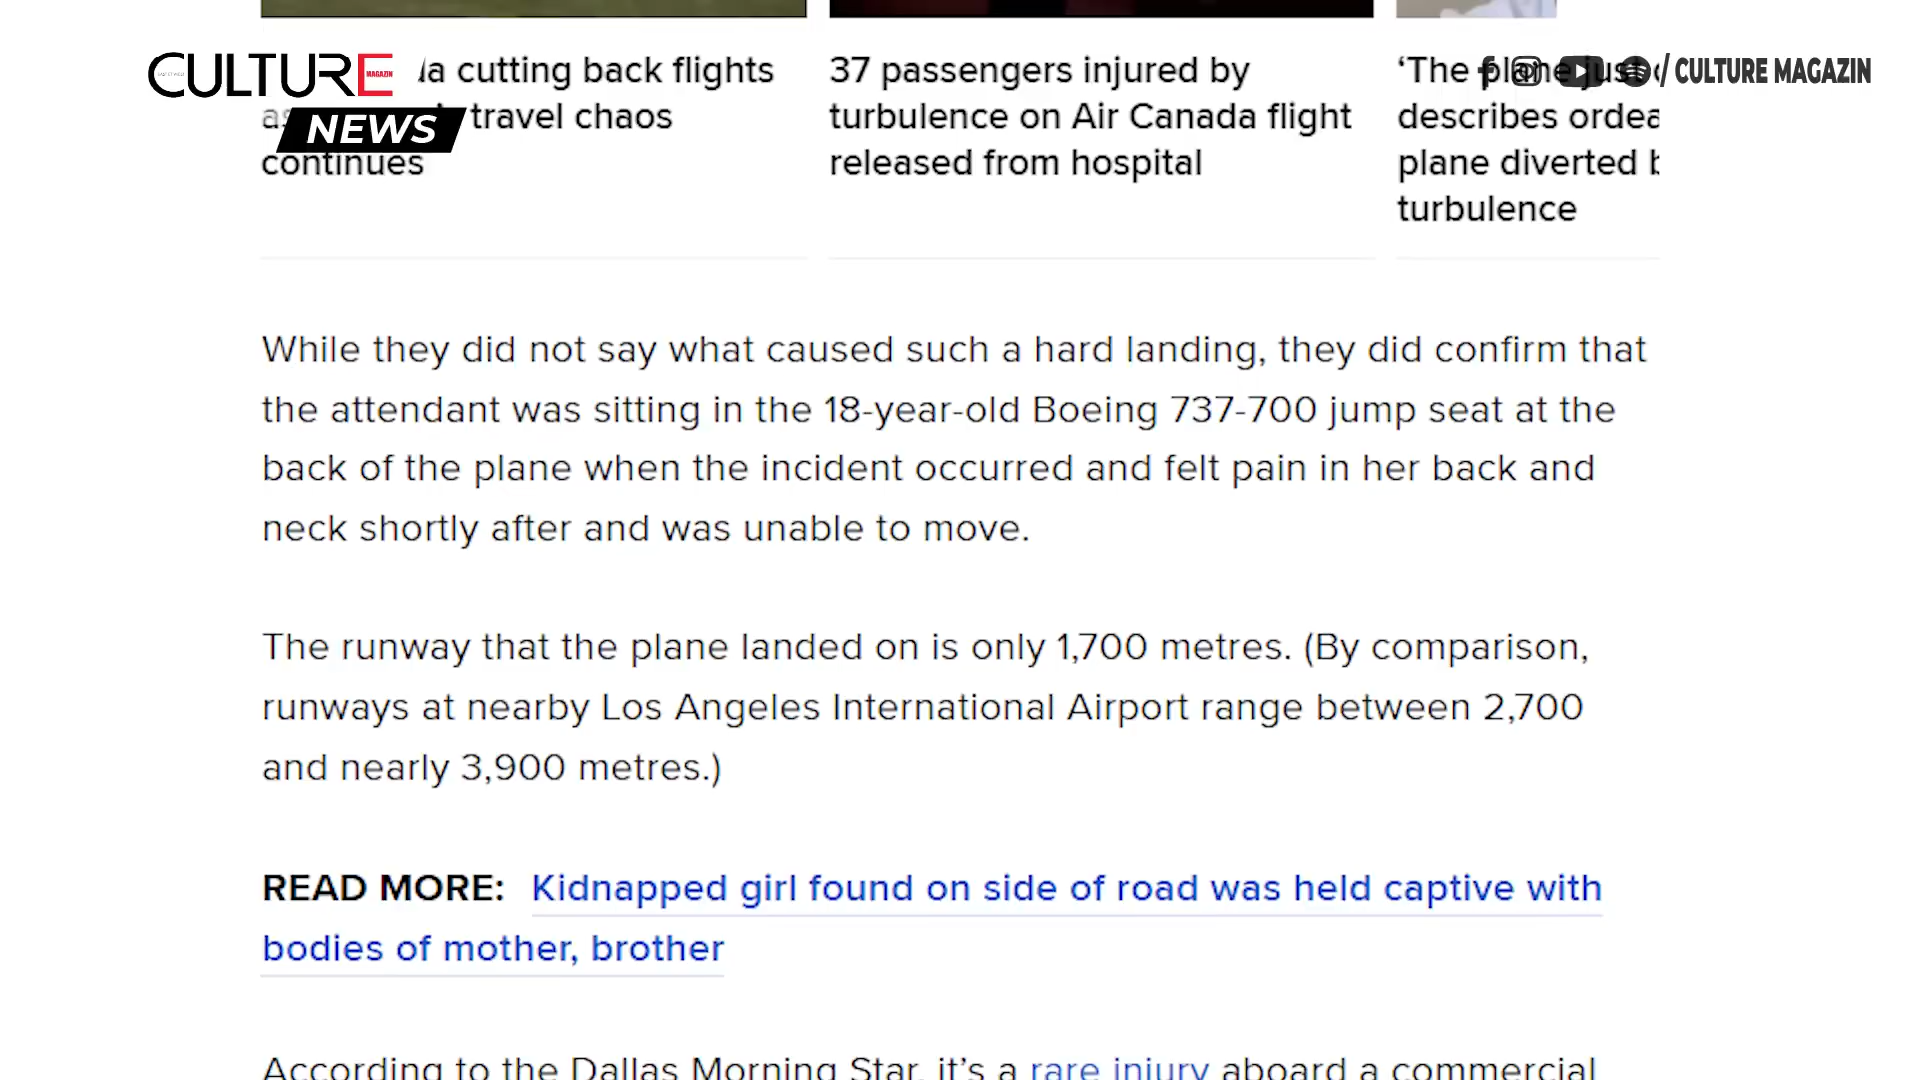 CULTURE
MAGAZIN
NEWS
/ CULTURE MAGAZIN
cutting back flights
travel chaos
continues
37 passengers injured by
turbulence on Air Canada flight
released from hospital
‘The plane just
describes
plane diverted
turbulence
While they did not say what caused such a hard landing, they did confirm that
the attendant was sitting in the 18-year-old Boeing 737-700 jump seat at the
back of the plane when the incident occurred and felt pain in her back and
neck shortly after and was unable to move.
The runway that the plane landed on is only 1,700 metres. (By comparison,
runways at nearby Los Angeles International Airport range between 2,700
and nearly 3,900 metres.)
READ MORE: Kidnapped girl found on side of road was held captive with
bodies of mother, brother
According to the Dallas Morning Star, it’s a rare injury aboard a commercial